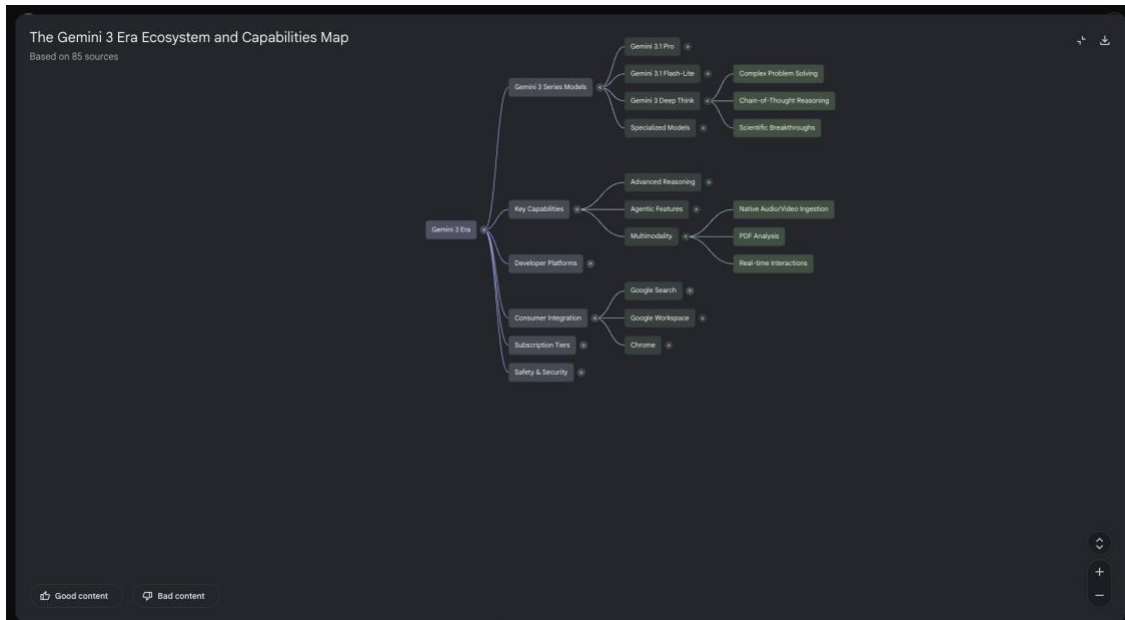 The Gemini 3 Era Ecosystem and Capabilities Map
Based on 85 sources
Gemini 3 Era
Gemini 3 Series Models
Gemini 3.1 Pro
Gemini 3.1 Flash-Lite
Gemini 3 Deep Think
Complex Problem Solving
Chain-of-Thought Reasoning
Scientific Breakthroughs
Specialized Models
Key Capabilities
Advanced Reasoning
Agentic Features
Multimodality
Native Audio/Video Ingestion
PDF Analysis
Real-time Interactions
Developer Platforms
Consumer Integration
Google Search
Google Workspace
Chrome
Subscription Tiers
Safety & Security
Good content
Bad content